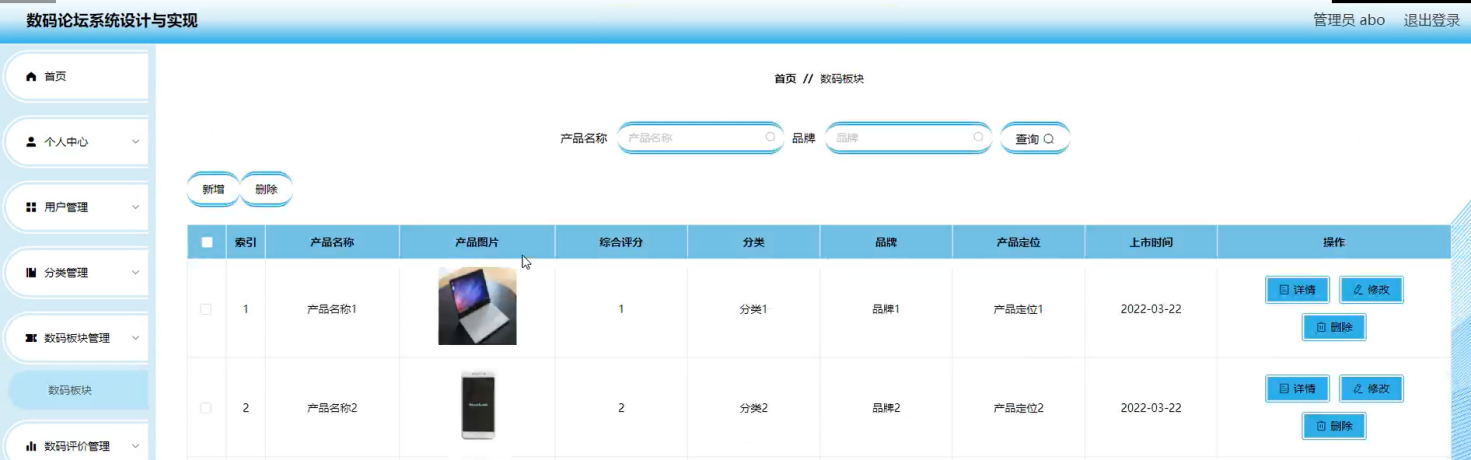 数码论坛系统设计与实现
管理员 abo 退出登录
首页
个人中心
用户管理
分类管理
数码板块管理
数码板块
数码评价管理
首页 // 数码板块
产品名称 产品名称 品牌 品牌 查询
新增 删除
索引 产品名称 产品图片 综合评分 分类 品牌 产品定位 上市时间 操作
1 产品名称1 1 分类1 品牌1 产品定位1 2022-03-22 详情 修改
删除
2 产品名称2 2 分类2 品牌2 产品定位2 2022-03-22 详情 修改
删除